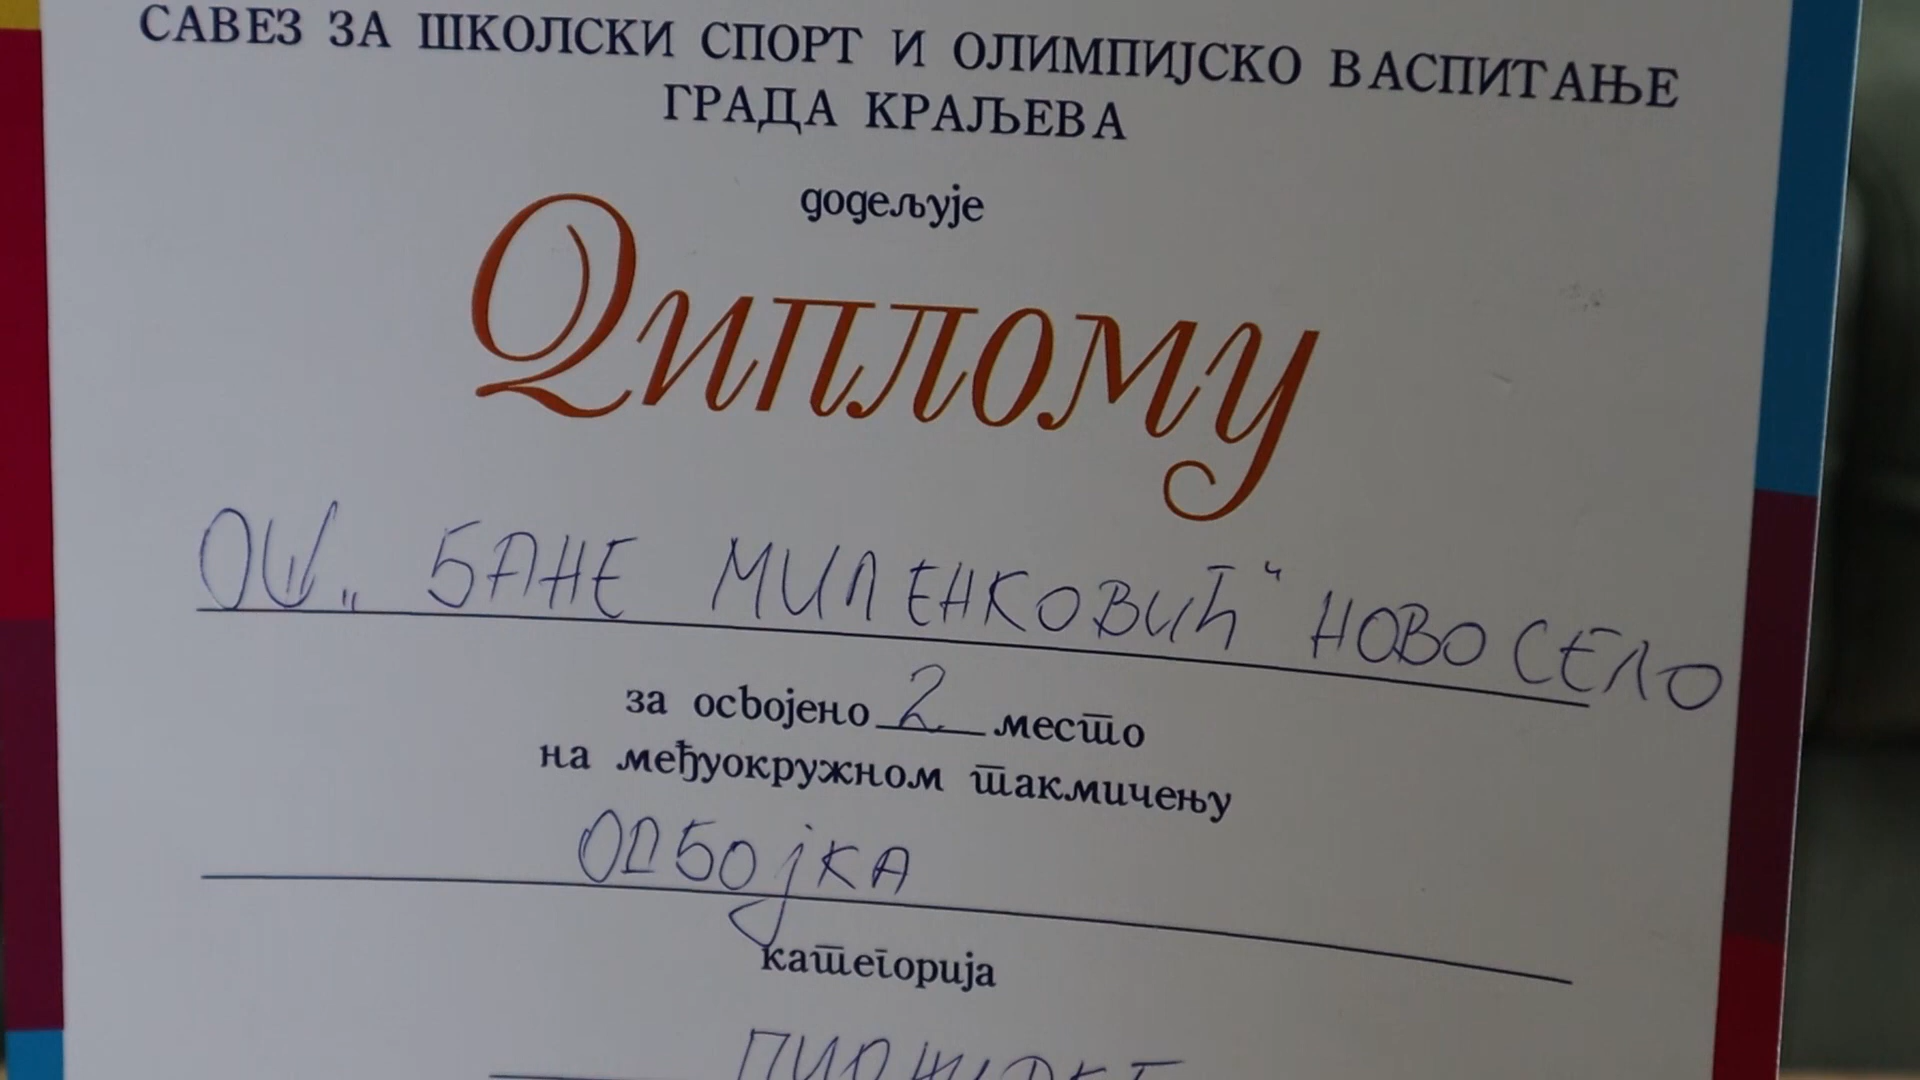 САВЕЗ ЗА ШКОЛСКИ СПОРТ И ОЛИМПИЈСКО ВАСПИТАЊЕ
ГРАДА КРАЉЕВА
додељује
Диплому
ОШ „БАНЕ МИЛЕНКОВИЋ“ НОВО СЕЛО
за освојено 2 место
на међуокружном такмичењу
ОДБОЈКА
категорија